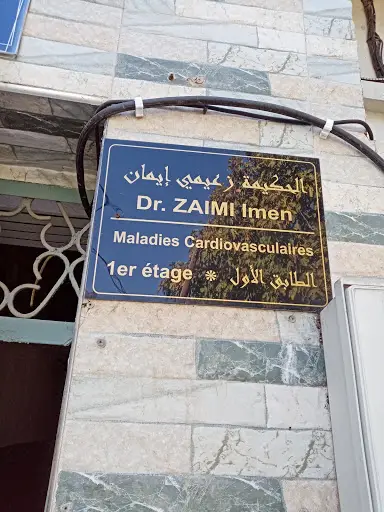 الحكيمة زعيمي إيمان
Dr. ZAIMI Imen
Maladies Cardiovasculaires
1er étage * الطابق الأول